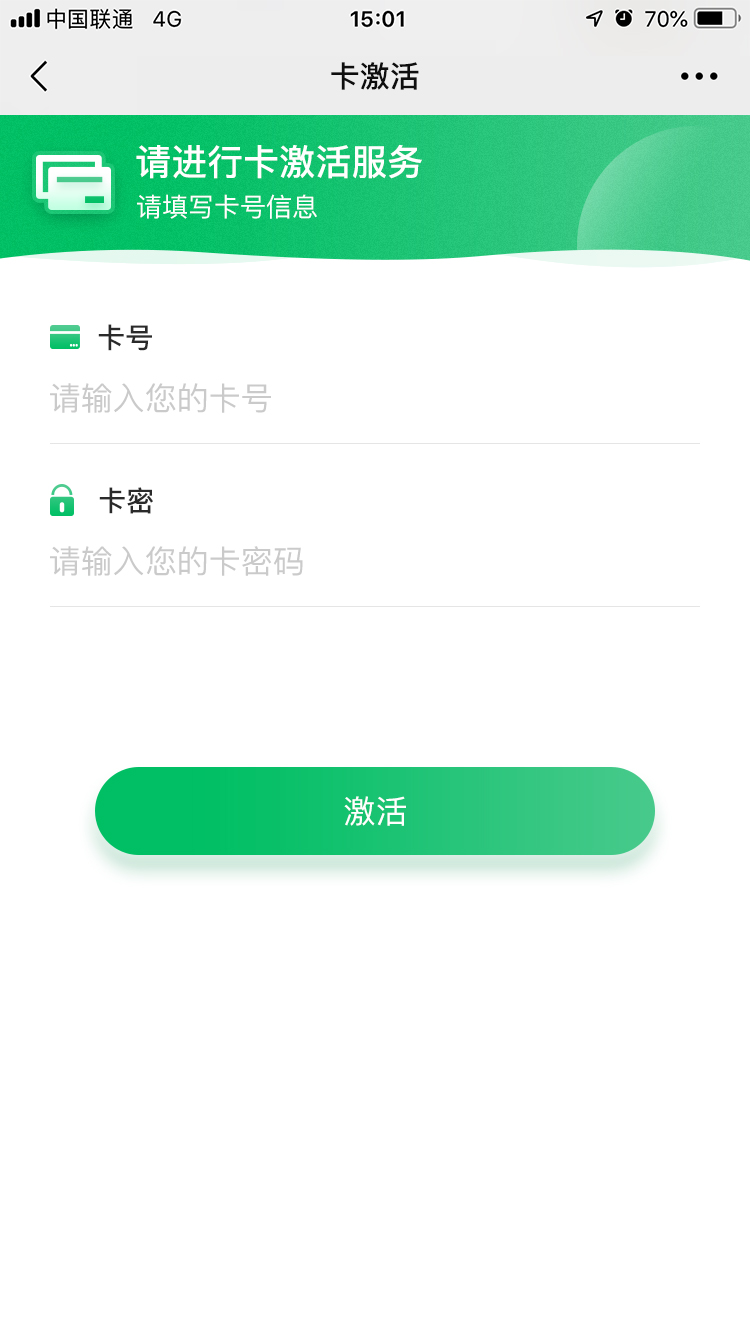 中国联通 4G 15:01 70%
卡激活
请进行卡激活服务
请填写卡号信息
卡号
请输入您的卡号
卡密
请输入您的卡密码
激活